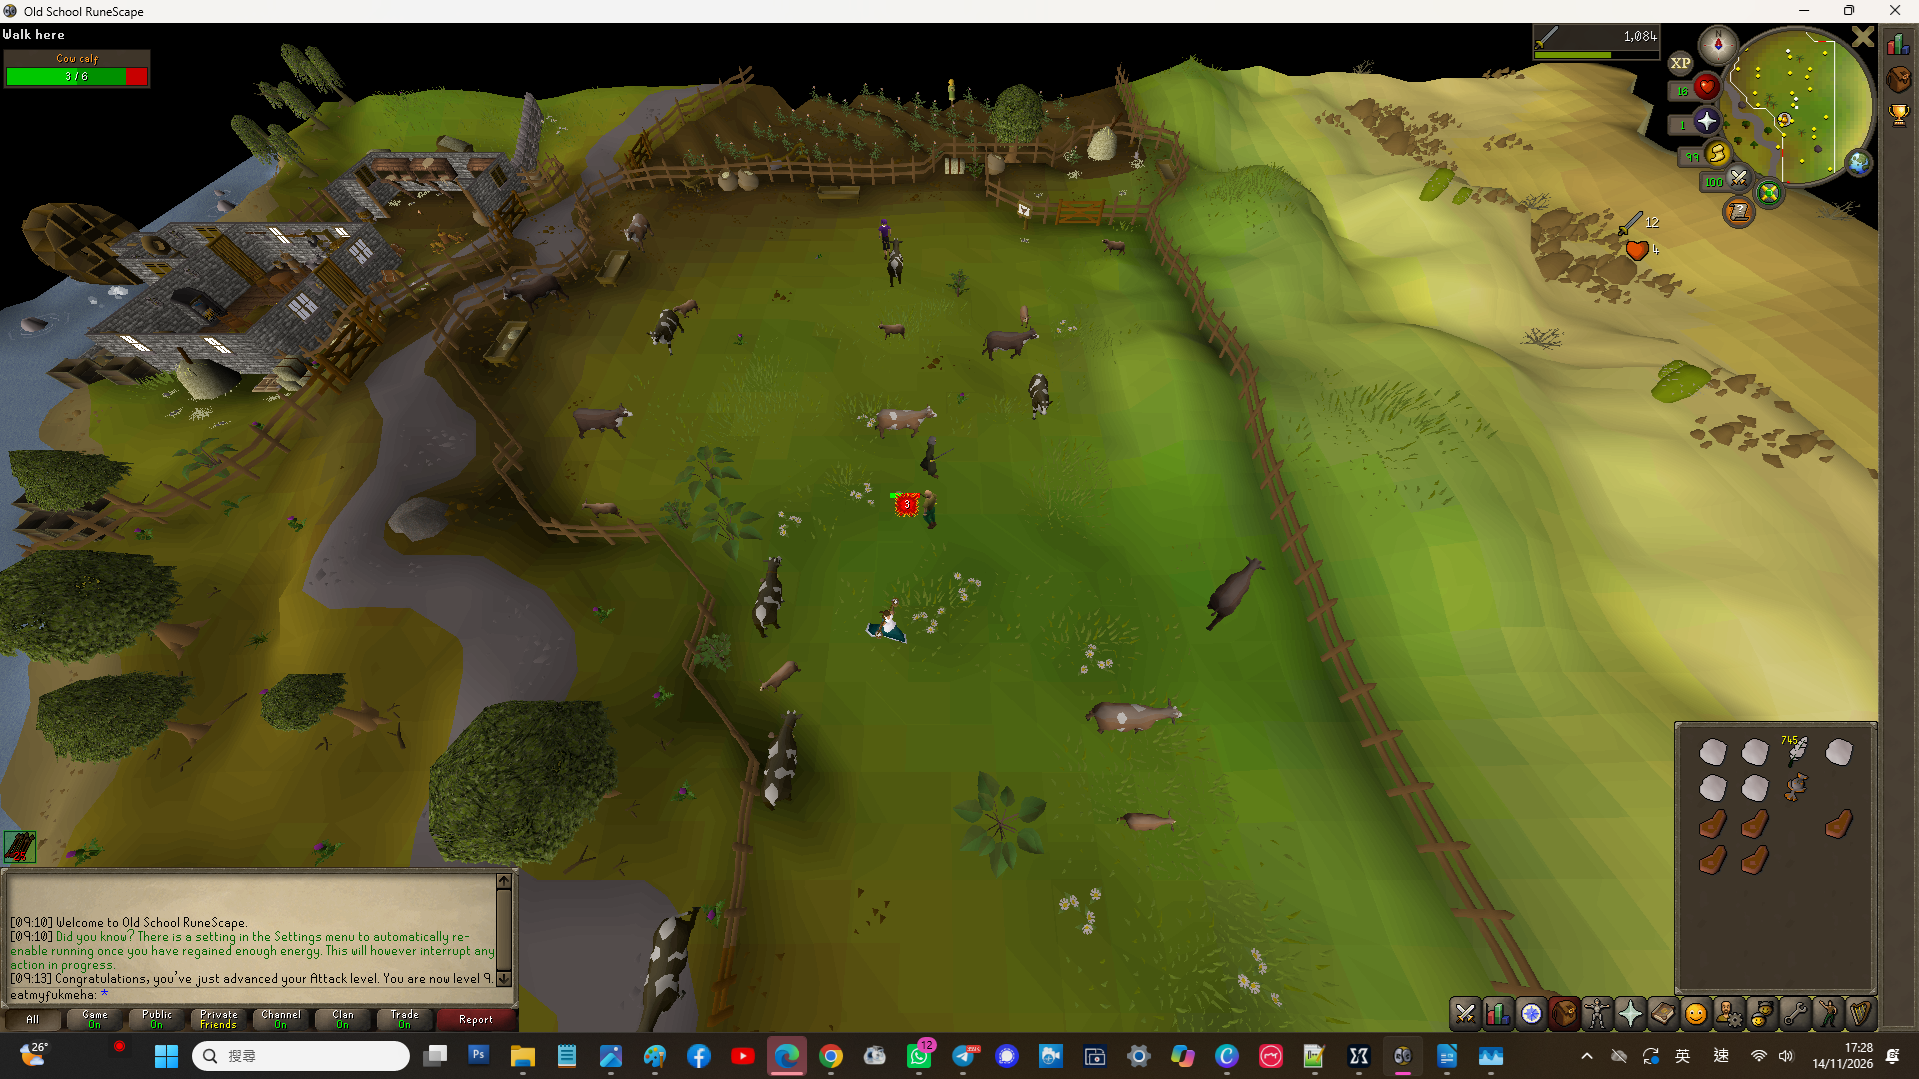 Old School RuneScape
Walk here
Cow calf
3 / 6
1,084
XP
N
16
1
99
100
12
4
3
745
[09:10] Welcome to Old School RuneScape.
[09:10] Did you know? There is a setting in the Settings menu to automatically re-
enable running once you have regained enough energy. This will however interrupt any
action in progress.
[09:13] Congratulations, you've just advanced your Attack level. You are now level 9.
eatmyfukmeha: *
All
Game
On
Public
On
Private
Friends
Channel
On
Clan
On
Trade
On
Report
26°
搜尋
Ps
12
英
速
17:28
14/11/2026